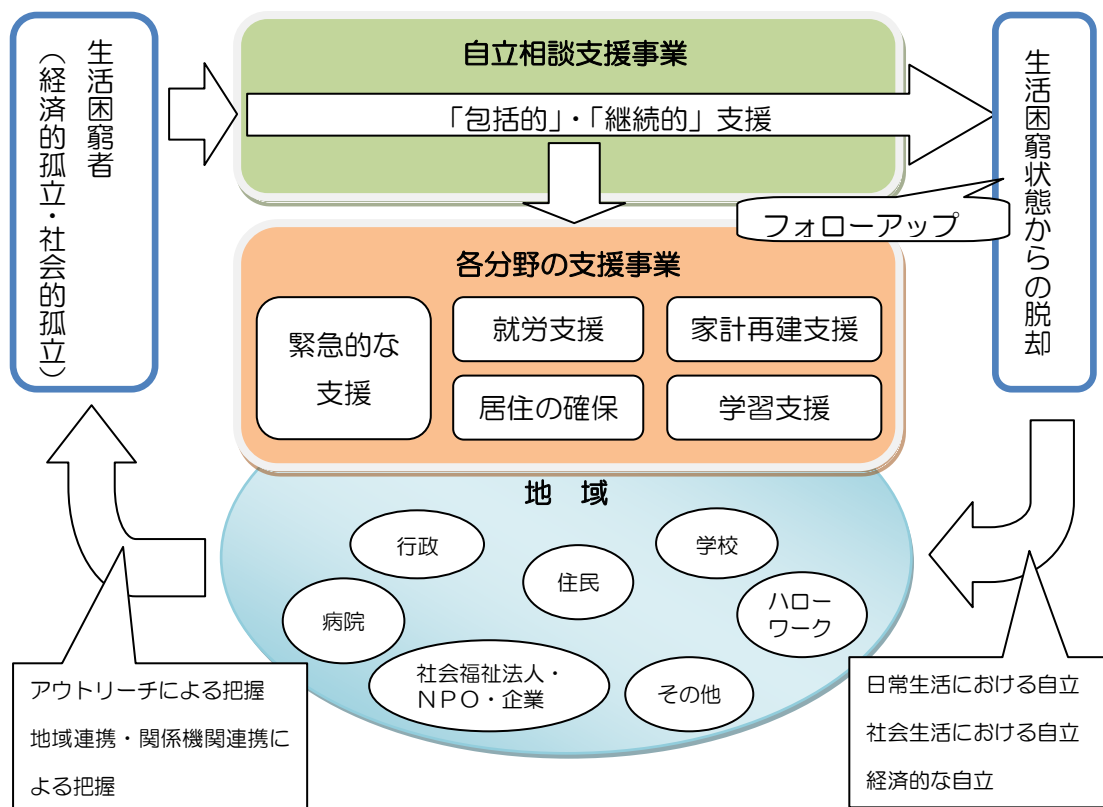 生活困窮者
（経済的孤立・社会的孤立）
自立相談支援事業
「包括的」・「継続的」支援
生活困窮状態からの脱却
フォローアップ
各分野の支援事業
緊急的な
支援
就労支援
家計再建支援
居住の確保
学習支援
地　域
行政
学校
住民
病院
ハロー
ワーク
社会福祉法人・
ＮＰＯ・企業
その他
アウトリーチによる把握
地域連携・関係機関連携に
よる把握
日常生活における自立
社会生活における自立
経済的な自立